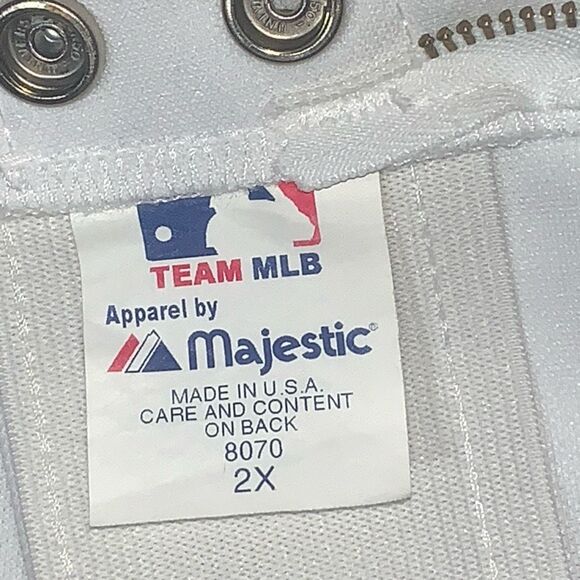 TEAM MLB
Apparel by
Majestic®
MADE IN U.S.A.
CARE AND CONTENT
ON BACK
8070
2X